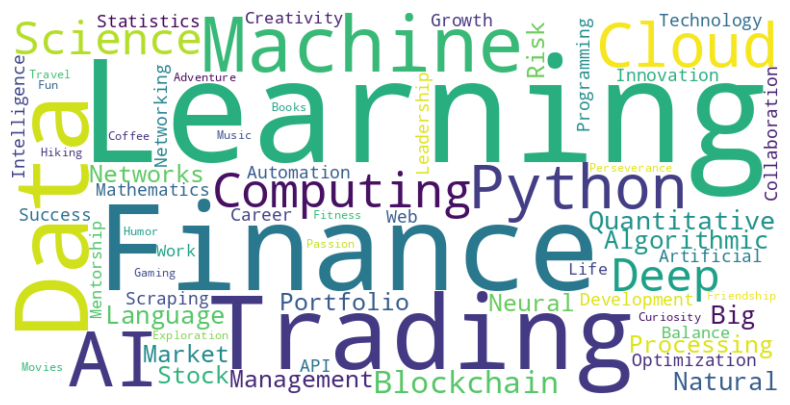 Statistics
Creativity
Growth
Technology
Science
Machine
Risk
Programming
Cloud
Intelligence
Travel
Fun
Learning
Adventure
Networking
Leadership
Innovation
Collaboration
Data
Books
Coffee
Music
Hiking
Networks
Automation
Python
Perseverance
Mathematics
Computing
Success
Mentorship
Finance
Career
Fitness
Web
Quantitative
Humor
Work
Passion
Algorithmic
Artificial
Gaming
Life
Deep
Scraping
Portfolio
Neural
Development
Friendship
Language
Trading
Curiosity
Big
AI
Exploration
Balance
Market
Processing
Movies
Stock
API
Optimization
Management
Blockchain
Natural